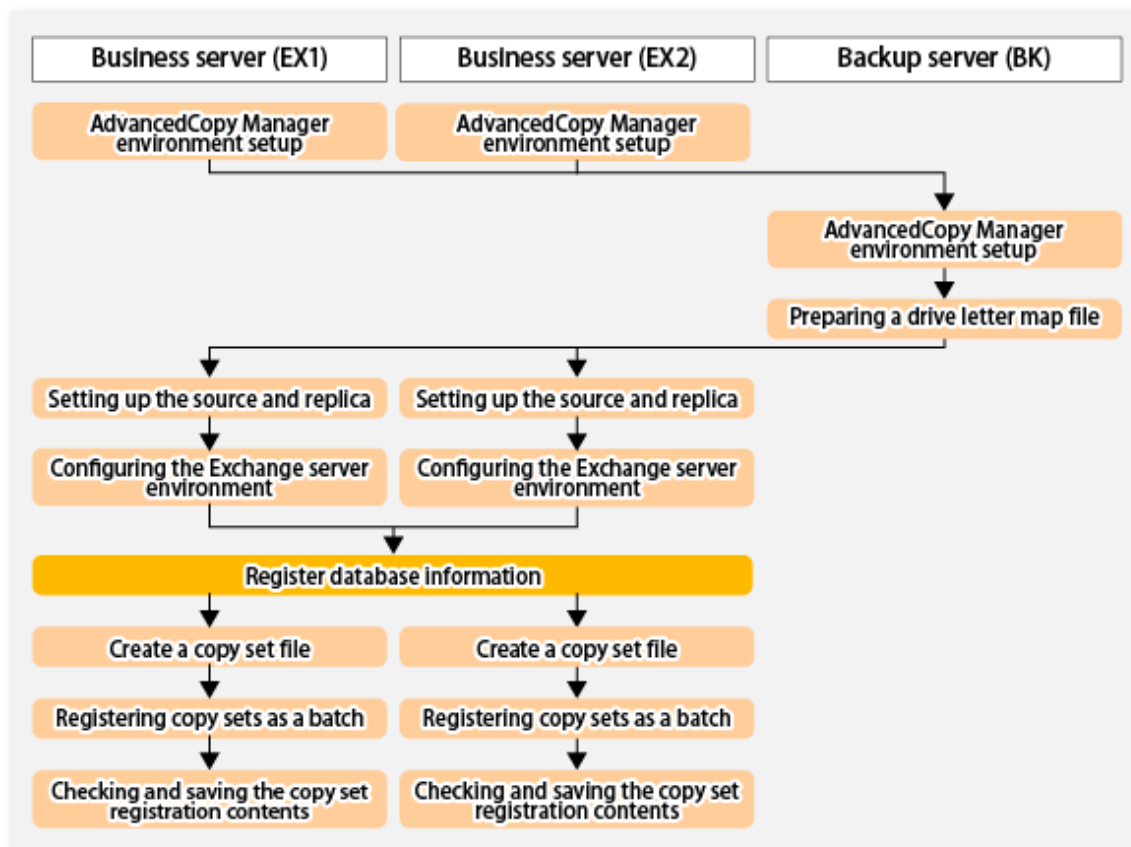 Business server (EX1)
Business server (EX2)
Backup server (BK)
AdvancedCopy Manager
environment setup
AdvancedCopy Manager
environment setup
AdvancedCopy Manager
environment setup
Preparing a drive letter map file
Setting up the source and replica
Setting up the source and replica
Configuring the Exchange server
environment
Configuring the Exchange server
environment
Register database information
Create a copy set file
Create a copy set file
Registering copy sets as a batch
Registering copy sets as a batch
Checking and saving the copy set
registration contents
Checking and saving the copy set
registration contents